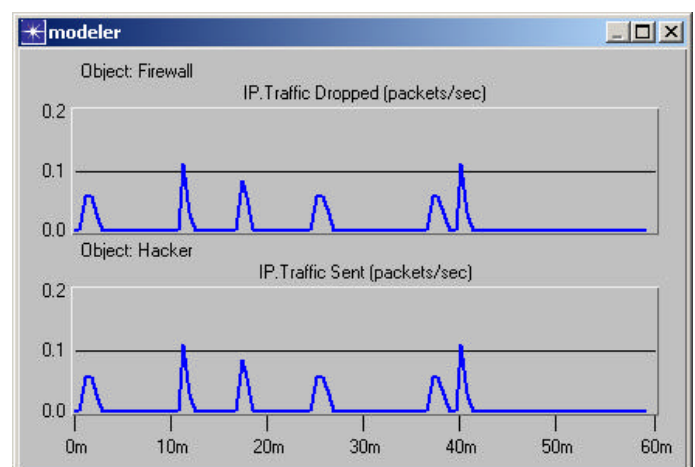 modeler
Object: Firewall
IP.Traffic Dropped (packets/sec)
0.2
0.1
0.0
Object: Hacker
IP.Traffic Sent (packets/sec)
0.2
0.1
0.0
0m 10m 20m 30m 40m 50m 60m